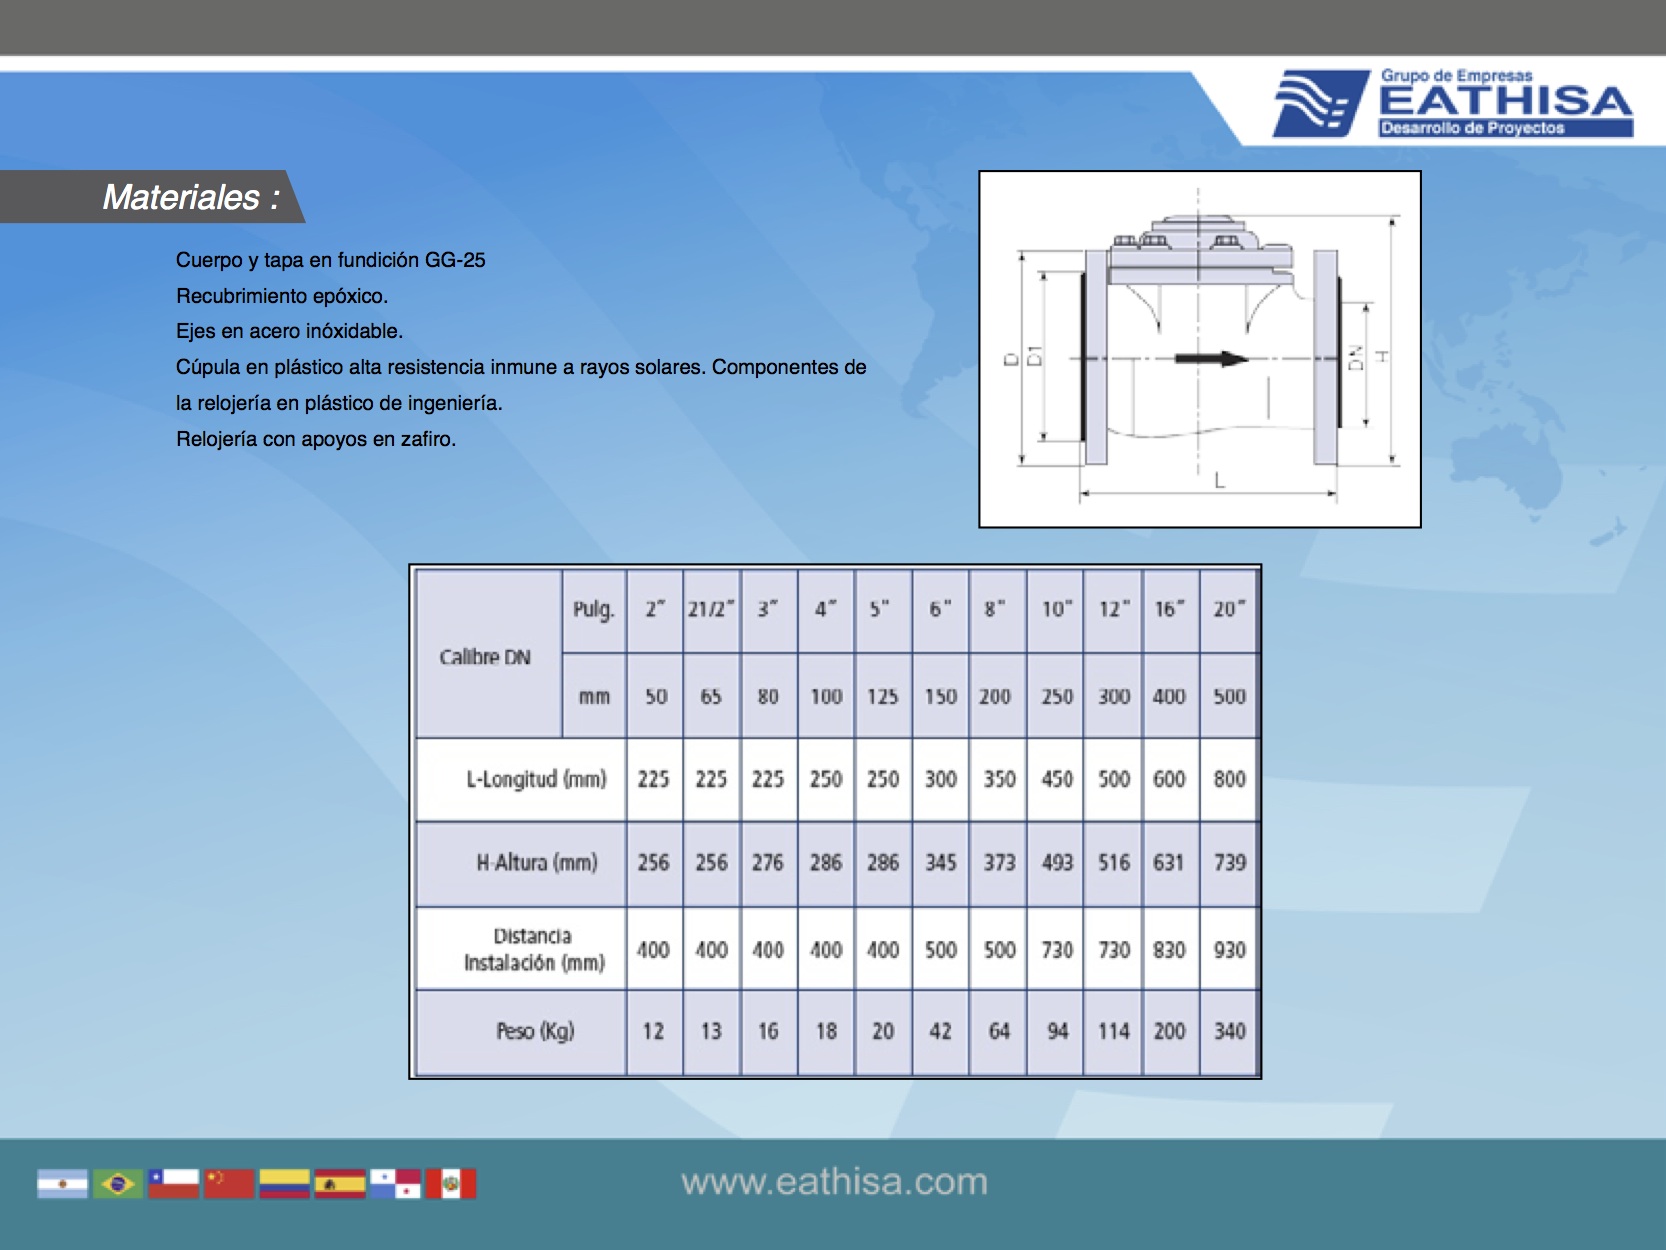 Grupo de Empresas
EATHISA
Desarrollo de Proyectos
Materiales :
Cuerpo y tapa en fundición GG-25
Recubrimiento epóxico.
Ejes en acero inóxidable.
Cúpula en plástico alta resistencia inmune a rayos solares. Componentes de
la relojería en plástico de ingeniería.
Relojería con apoyos en zafiro.
D D1 DN H
L
Calibre DN
Pulg. 2" 21/2" 3" 4" 5" 6" 8" 10" 12" 16" 20"
mm 50 65 80 100 125 150 200 250 300 400 500
L-Longitud (mm) 225 225 225 250 250 300 350 450 500 600 800
H-Altura (mm) 256 256 276 286 286 345 373 493 516 631 739
Distancia
Instalación (mm) 400 400 400 400 400 500 500 730 730 830 930
Peso (Kg) 12 13 16 18 20 42 64 94 114 200 340
www.eathisa.com